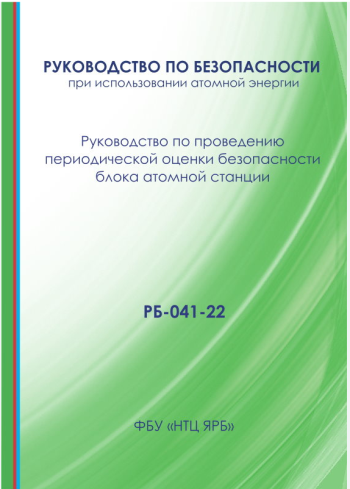 РУКОВОДСТВО ПО БЕЗОПАСНОСТИ
при использовании атомной энергии
Руководство по проведению
периодической оценки безопасности
блока атомной станции
РБ-041-22
ФБУ «НТЦ ЯРБ»